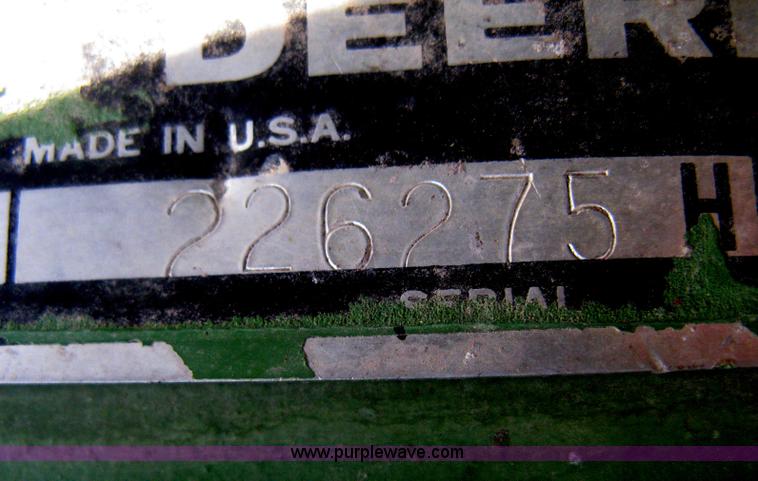 DEER
MADE IN U.S.A.
226275 H
SERIAL
www.purplewave.com